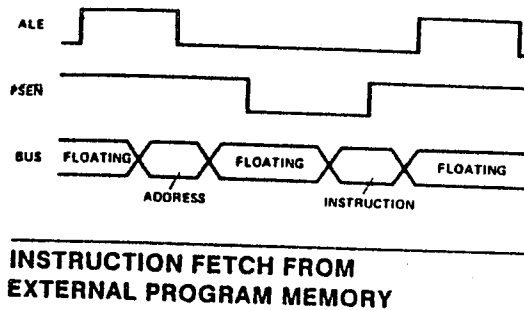 ALE
PSEN
BUS FLOATING FLOATING FLOATING
ADDRESS INSTRUCTION
INSTRUCTION FETCH FROM
EXTERNAL PROGRAM MEMORY